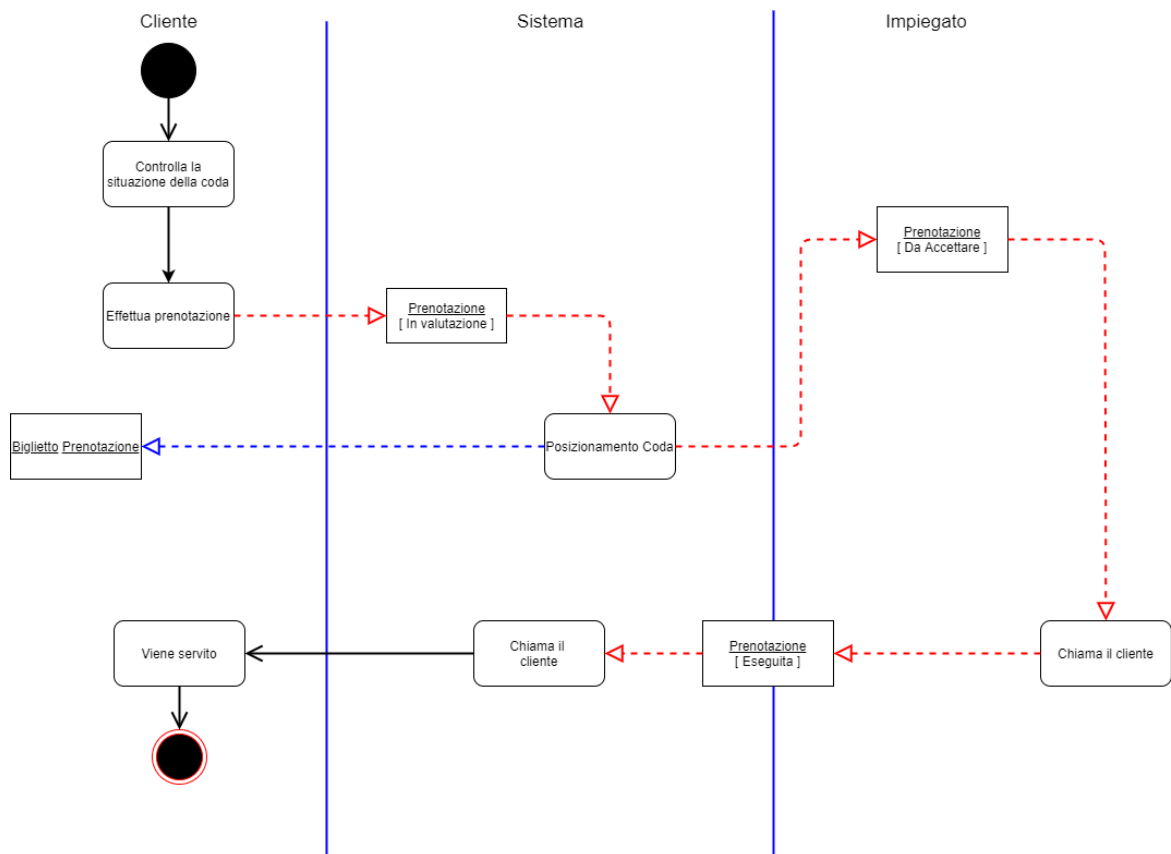 Cliente
Sistema
Impiegato
Controlla la
situazione della coda
Prenotazione
[ Da Accettare ]
Effettua prenotazione
Prenotazione
[ In valutazione ]
Biglietto Prenotazione
Posizionamento Coda
Viene servito
Chiama il
cliente
Prenotazione
[ Eseguita ]
Chiama il cliente